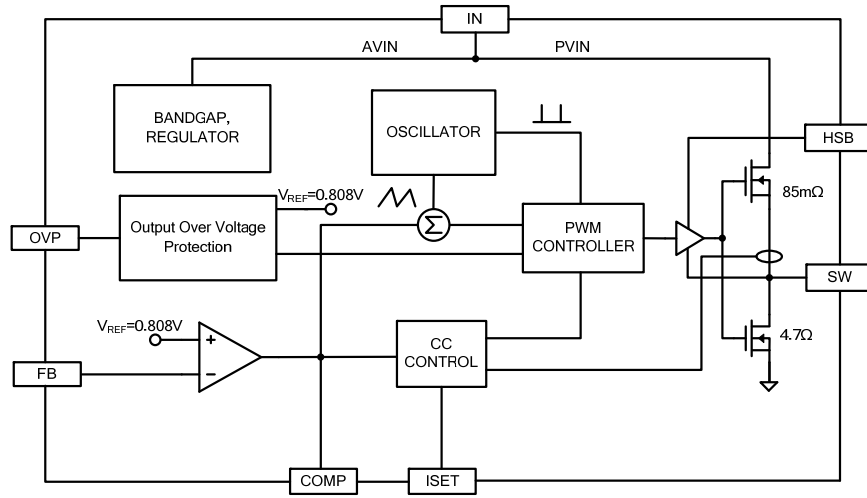 IN
AVIN
PVIN
BANDGAP,
REGULATOR
OSCILLATOR
HSB
85mΩ
VREF=0.808V
Output Over Voltage
Protection
OVP
Σ
PWM
CONTROLLER
SW
VREF=0.808V
+
−
CC
CONTROL
4.7Ω
FB
COMP
ISET